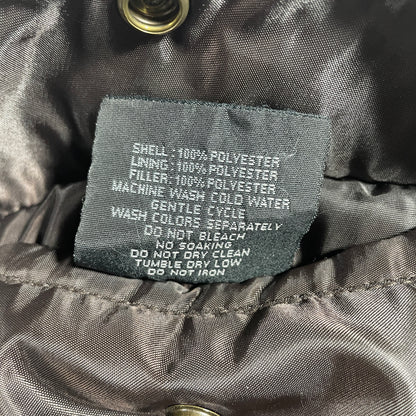 SHELL: 100% POLYESTER
LINING: 100% POLYESTER
FILLER: 100% POLYESTER
MACHINE WASH COLD WATER
GENTLE CYCLE
WASH COLORS SEPARATELY
DO NOT BLEACH
NO SOAKING
DO NOT DRY CLEAN
TUMBLE DRY LOW
DO NOT IRON